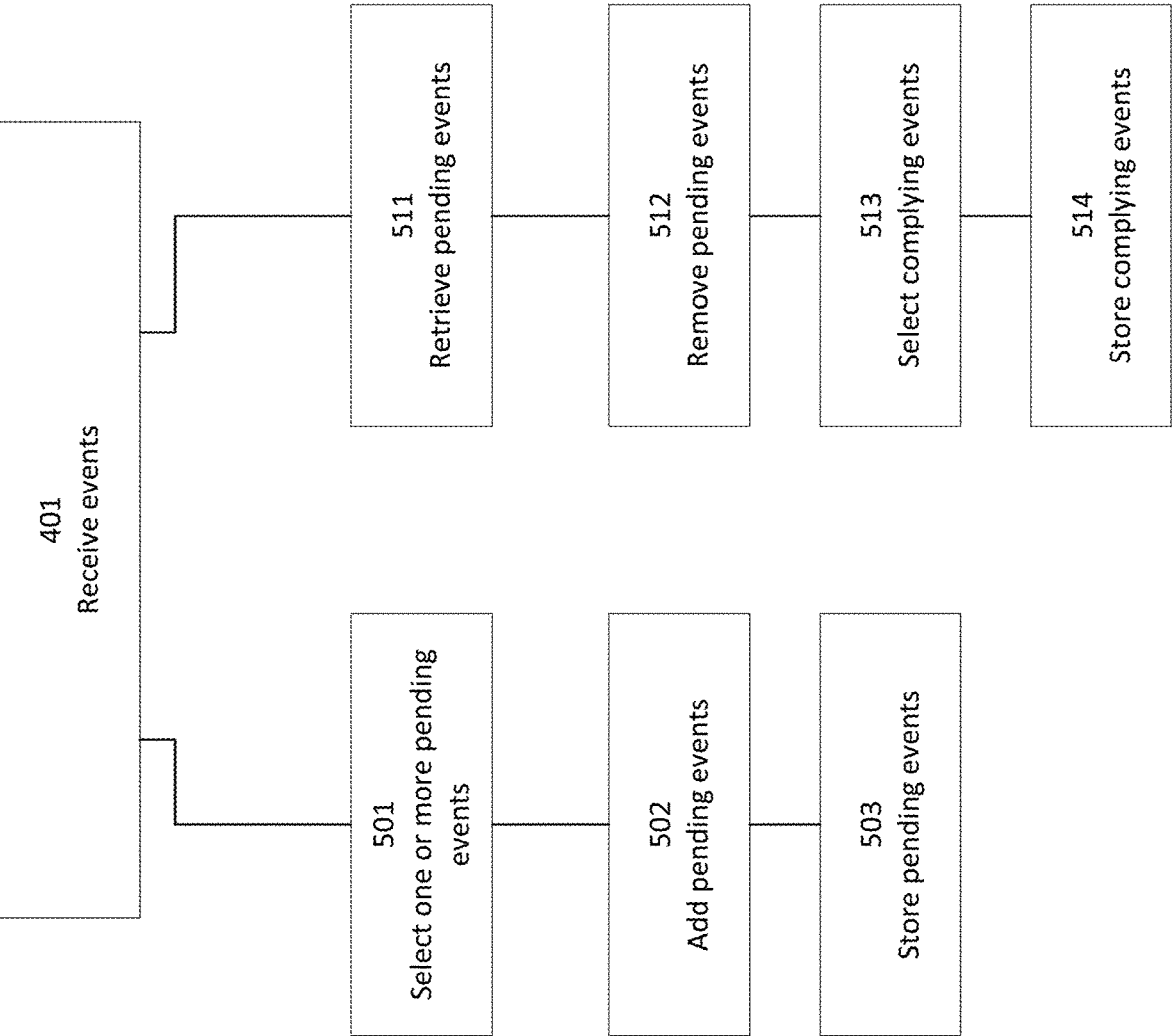 401
Receive events
501
Select one or more pending
events
502
Add pending events
503
Store pending events
511
Retrieve pending events
512
Remove pending events
513
Select complying events
514
Store complying events